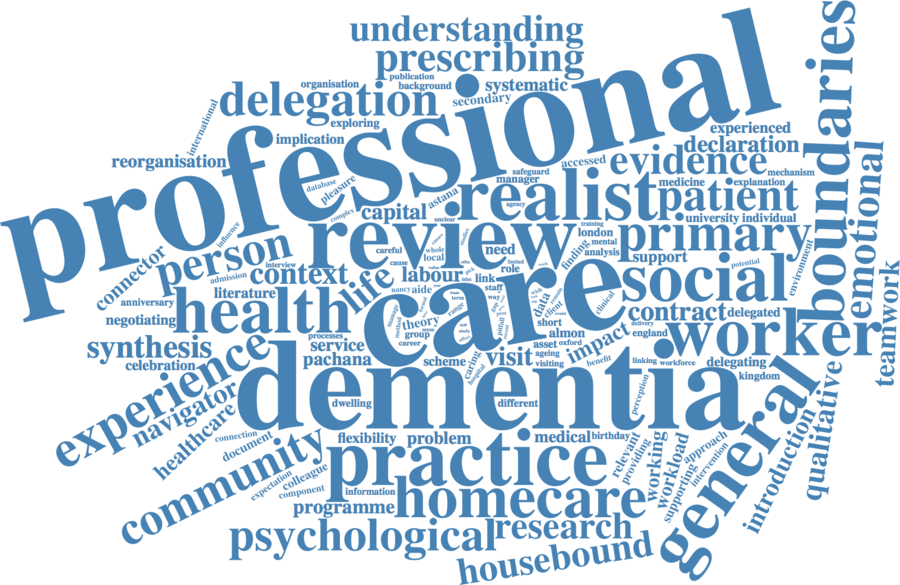 understanding
prescribing
publication
organisation
background
systematic
secondary
delegation
exploring
international
implication
professional
boundaries
reorganisation
experienced
declaration
evidence
accessed
safeguard
manager
mechanism
medicine
explanation
database
pleasure
complex
capital
astana
agency
unclear
realist
patient
emotional
university
individual
influence
person
connector
review
training
london
mental
analysis
finding
primary
support
careful
cause
whole
local
need
limited
role
interview
admission
context
life
labour
link
staff
way
social
potential
environment
literature
health
nancy
aide
care
data
client
clinical
contract
delegated
anniversary
negotiating
manage
method
theory
group
career
range
term
short
asset
almon
oxford
ageing
visiting
impact
benefit
delivery
england
worker
teamwork
synthesis
celebration
processes
service
pachana
scheme
caring
hospital
visit
linking
workforce
delegating
kingdom
experience
navigator
healthcare
dementia
dwelling
different
perception
general
qualitative
introduction
connection
document
community
flexibility
problem
medical
birthday
relevant
providing
working
workload
supporting
approach
intervention
expectation
colleague
component
practice
information
programme
homecare
psychological
research
housebound